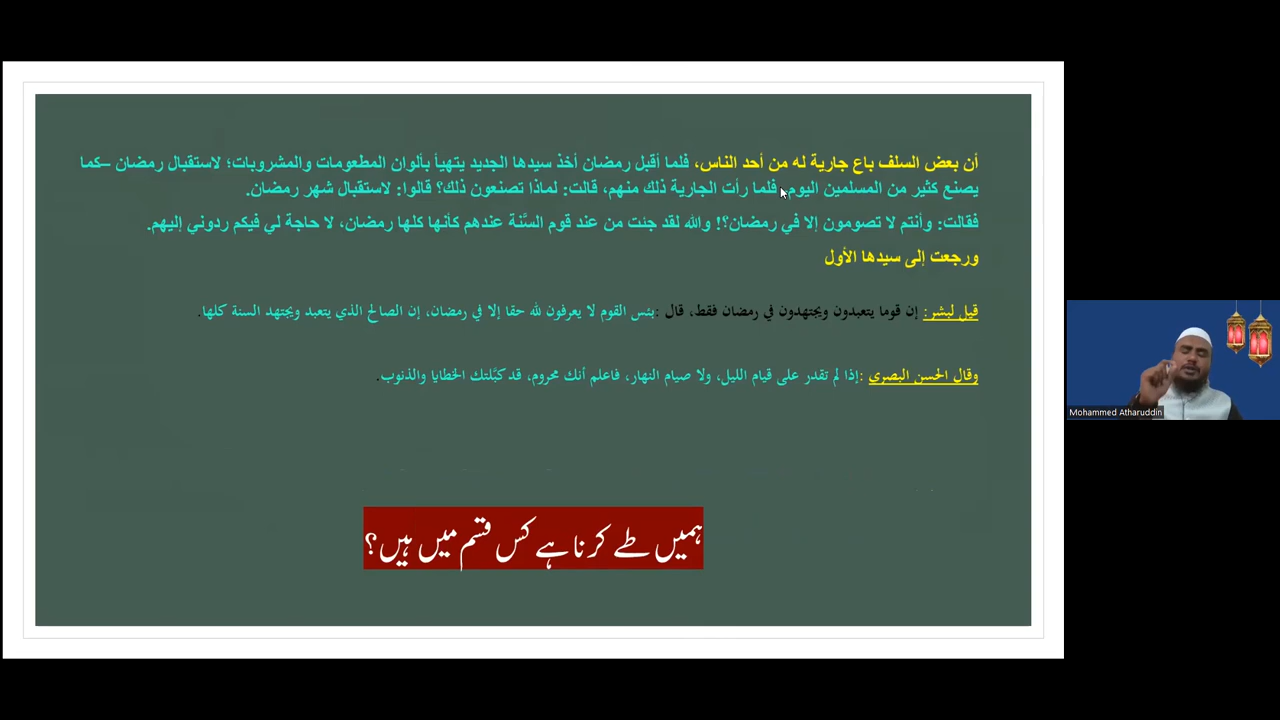 أن بعض السلف باع جارية له من أحد الناس، فلما أقبل رمضان أخذ سيدها الجديد يتهيأ بألوان المطعومات والمشروبات؛ لاستقبال رمضان –كما
يصنع كثير من المسلمين اليوم، فلما رأت الجارية ذلك منهم، قالت: لماذا تصنعون ذلك؟ قالوا: لاستقبال شهر رمضان.
فقالت: وأنتم لا تصومون إلا في رمضان؟! والله لقد جئت من عند قوم السَّنة عندهم كأنها كلها رمضان، لا حاجة لي فيكم ردوني إليهم.
ورجعت إلى سيدها الأول
قيل لبشر: إن قوما يتعبدون ويجتهدون في رمضان فقط، قال :بئس القوم لا يعرفون لله حقا إلا في رمضان، إن الصالح الذي يتعبد ويجتهد السنة كلها.
وقال الحسن البصري :إذا لم تقدر على قيام الليل، ولا صيام النهار، فاعلم أنك محروم، قد كبَّلتك الخطايا والذنوب.
ہمیں طے کرنا ہے کس قسم میں ہیں؟
Mohammed Atharuddin